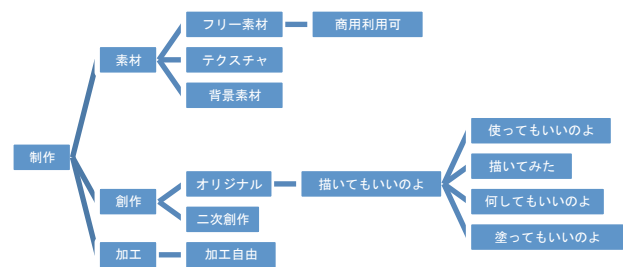 フリー素材
商用利用可
素材
テクスチャ
背景素材
制作
使ってもいいのよ
描いてみた
オリジナル
描いてもいいのよ
創作
何してもいいのよ
二次創作
塗ってもいいのよ
加工
加工自由